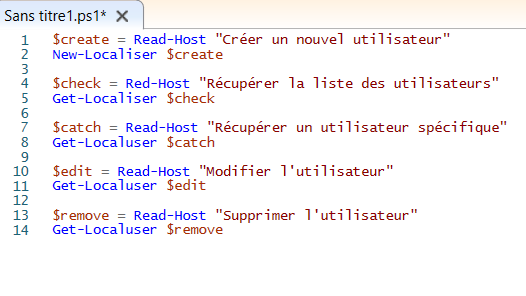 Sans titre1.ps1* X
1 $create = Read-Host "Créer un nouvel utilisateur"
2 New-Localiser $create
3
4 $check = Red-Host "Récupérer la liste des utilisateurs"
5 Get-Localiser $check
6
7 $catch = Read-Host "Récupérer un utilisateur spécifique"
8 Get-Localuser $catch
9
10 $edit = Read-Host "Modifier l'utilisateur"
11 Get-Localuser $edit
12
13 $remove = Read-Host "Supprimer l'utilisateur"
14 Get-Localuser $remove